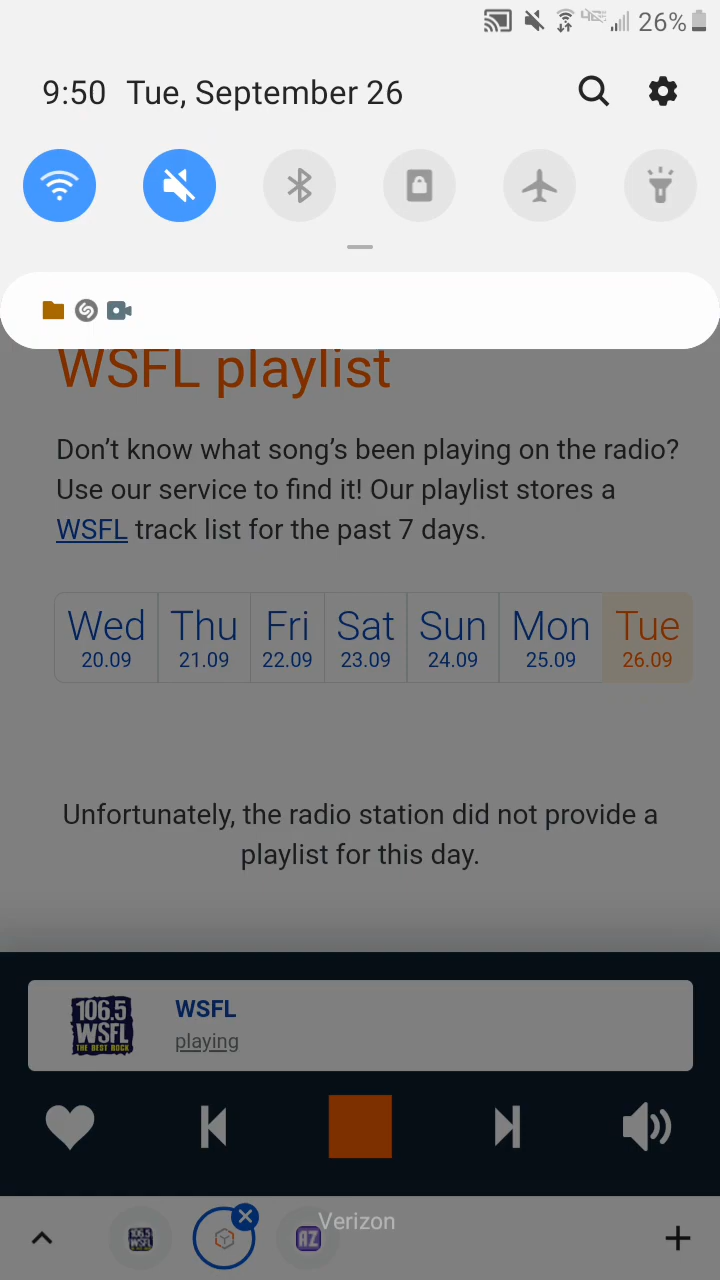 26%
9:50 Tue, September 26
WSFL playlist
Don’t know what song’s been playing on the radio?
Use our service to find it! Our playlist stores a
WSFL track list for the past 7 days.
Wed Thu Fri Sat Sun Mon Tue
20.09 21.09 22.09 23.09 24.09 25.09 26.09
Unfortunately, the radio station did not provide a
playlist for this day.
106.5
WSFL
THE BEST ROCK
WSFL
playing
106.5
WSFL
AZ
Verizon